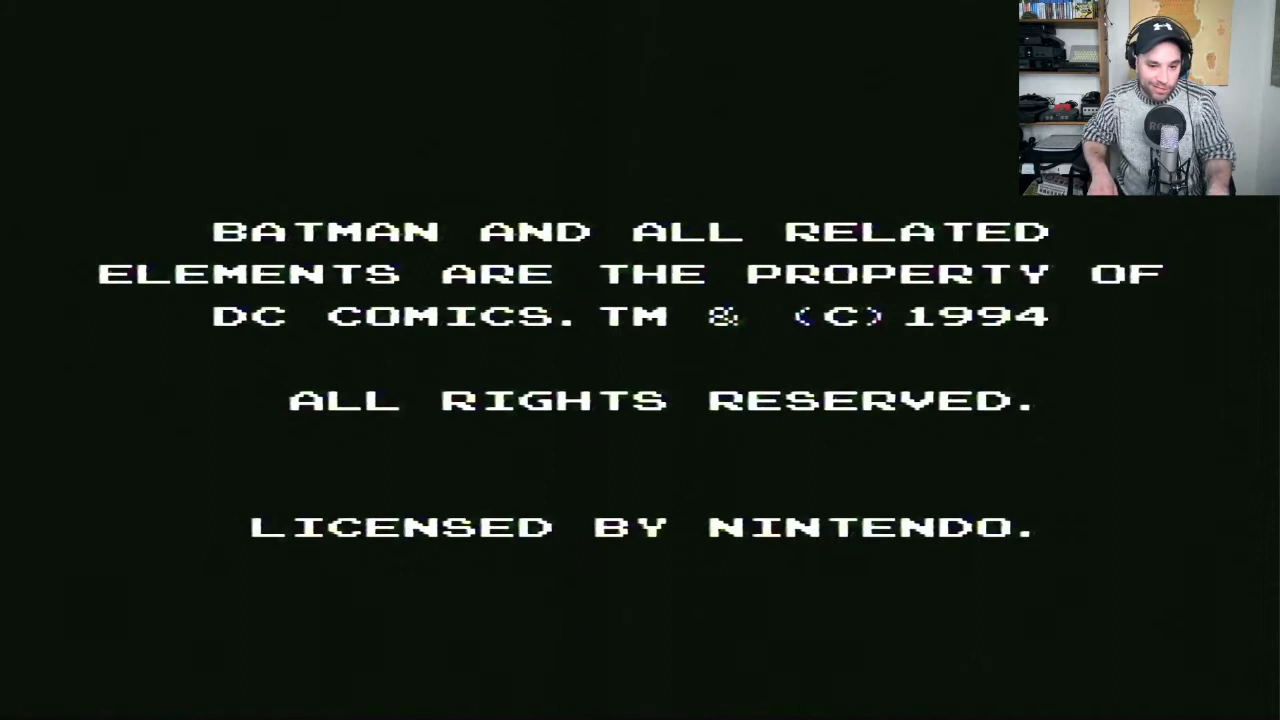 BATMAN AND ALL RELATED
ELEMENTS ARE THE PROPERTY OF
DC COMICS. TM & (C) 1994
ALL RIGHTS RESERVED.
LICENSED BY NINTENDO.